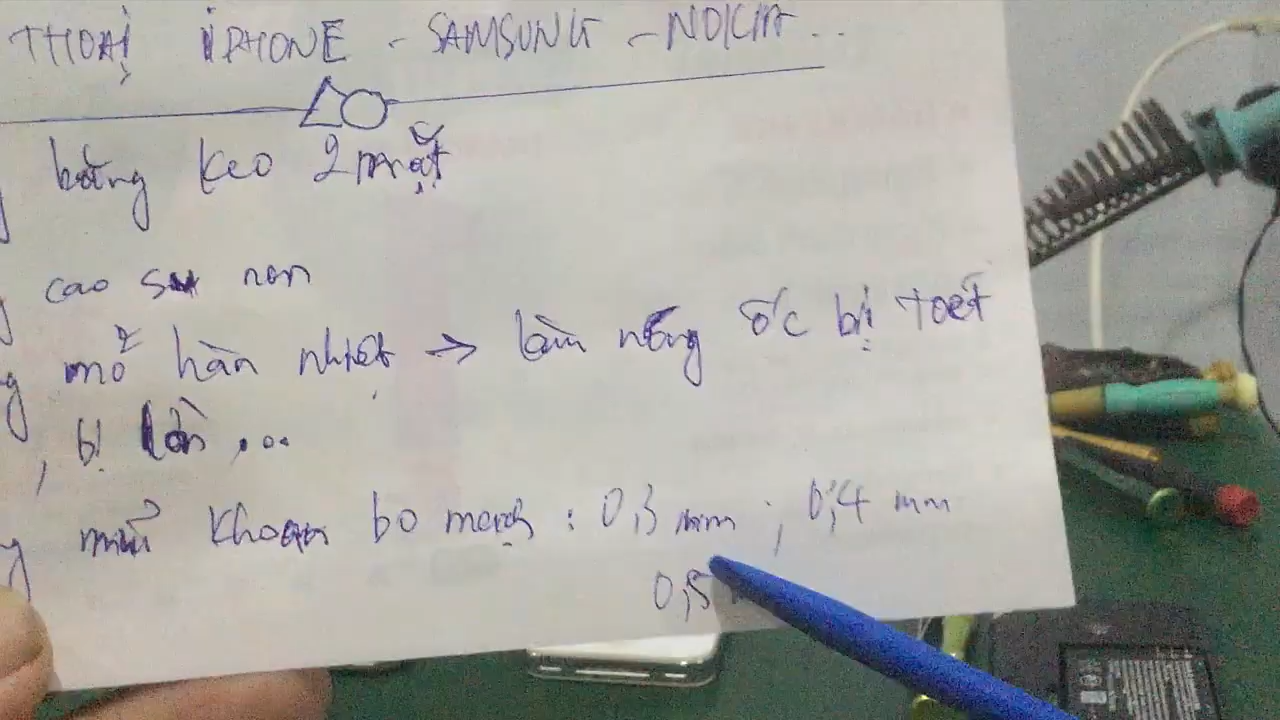 THOẠI IPHONE - SAMSUNG - NOKIA...
băng keo 2 mặt
cao su non
mỏ hàn nhiệt → làm nóng ốc bị toét
, bị lờn, ...
mũi khoan bo mạch : 0,3 mm ; 0,4 mm
0,5